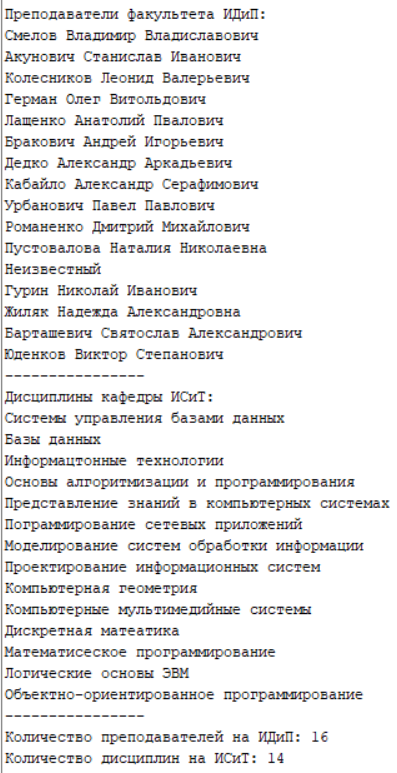 Преподаватели факультета ИДиП:
Смелов Владимир Владиславович
Акунович Станислав Иванович
Колесников Леонид Валерьевич
Герман Олег Витольдович
Лащенко Анатолий Пвалович
Бракович Андрей Игорьевич
Дедко Александр Аркадьевич
Кабайло Александр Серафимович
Урбанович Павел Павлович
Романенко Дмитрий Михайлович
Пустовалова Наталия Николаевна
Неизвестный
Гурин Николай Иванович
Жиляк Надежда Александровна
Барташевич Святослав Александрович
Юденков Виктор Степанович
----------------
Дисциплины кафедры ИСиТ:
Системы управления базами данных
Базы данных
Информацтонные технологии
Основы алгоритмизации и программирования
Представление знаний в компьютерных системах
Пограммирование сетевых приложений
Моделирование систем обработки информации
Проектирование информационных систем
Компьютерная геометрия
Компьютерные мультимедийные системы
Дискретная матеатика
Математисеское программирование
Логические основы ЭВМ
Объектно-ориентированное программирование
----------------
Количество преподавателей на ИДиП: 16
Количество дисциплин на ИСиТ: 14